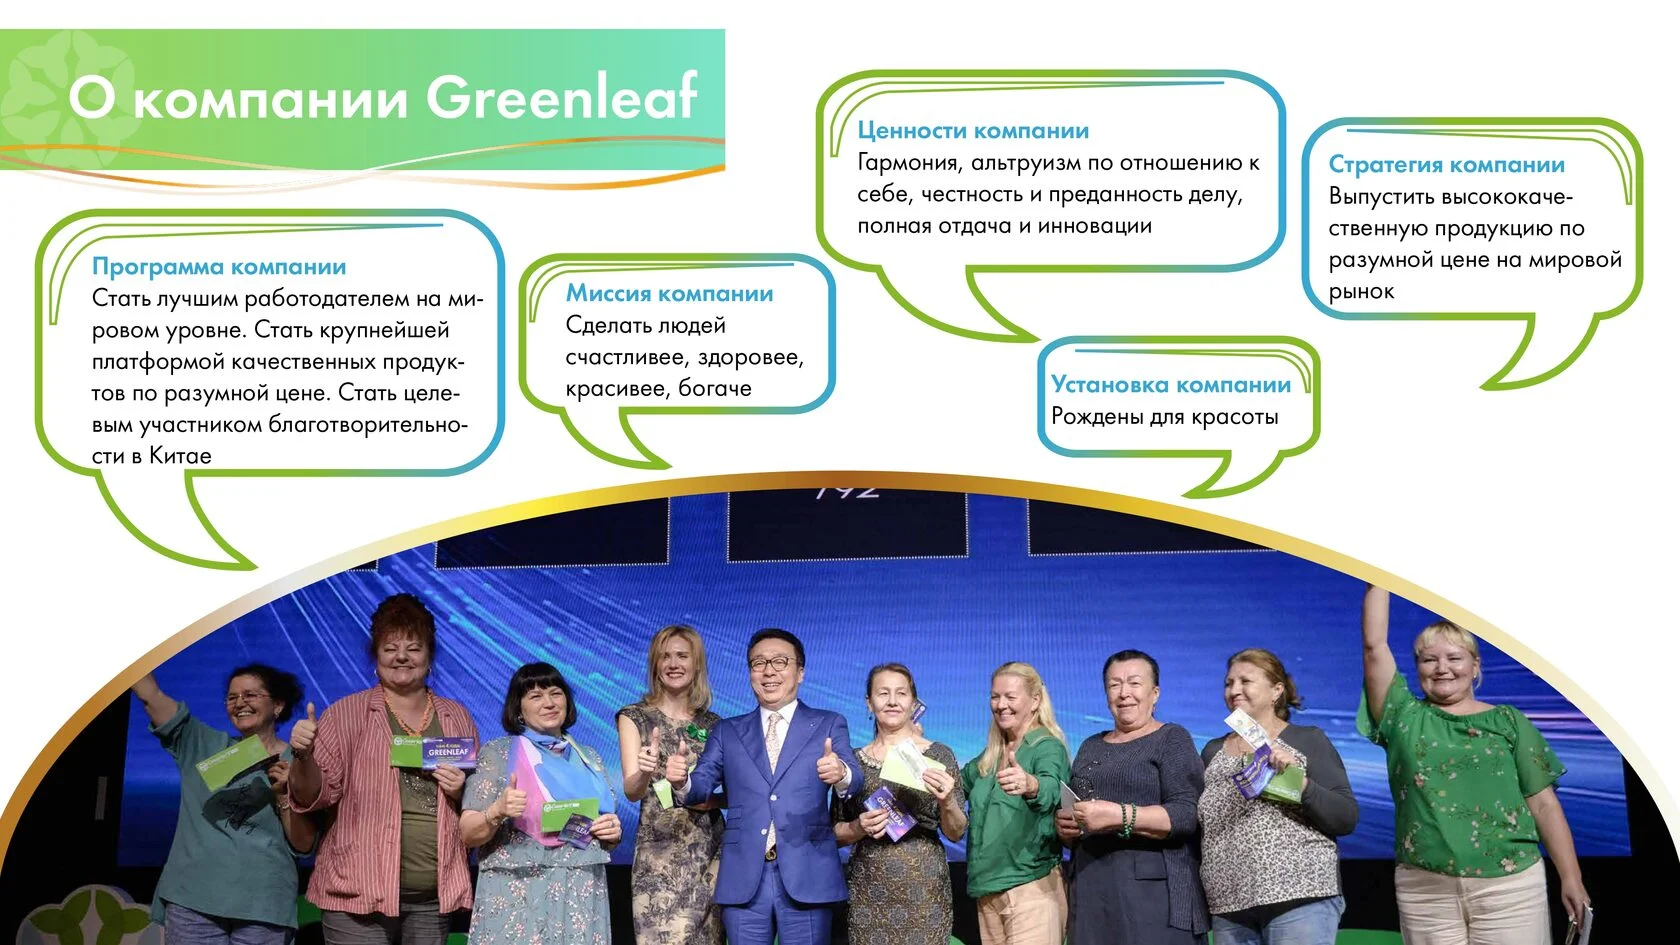 О компании Greenleaf
Программа компании
Стать лучшим работодателем на ми-
ровом уровне. Стать крупнейшей
платформой качественных продук-
тов по разумной цене. Стать целе-
вым участником благотворительно-
сти в Китае
Миссия компании
Сделать людей
счастливее, здоровее,
красивее, богаче
Ценности компании
Гармония, альтруизм по отношению к
себе, честность и преданность делу,
полная отдача и инновации
Установка компании
Рождены для красоты
Стратегия компании
Выпустить высококаче-
ственную продукцию по
разумной цене на мировой
рынок
792
GREENLEAF
GREENLEAF